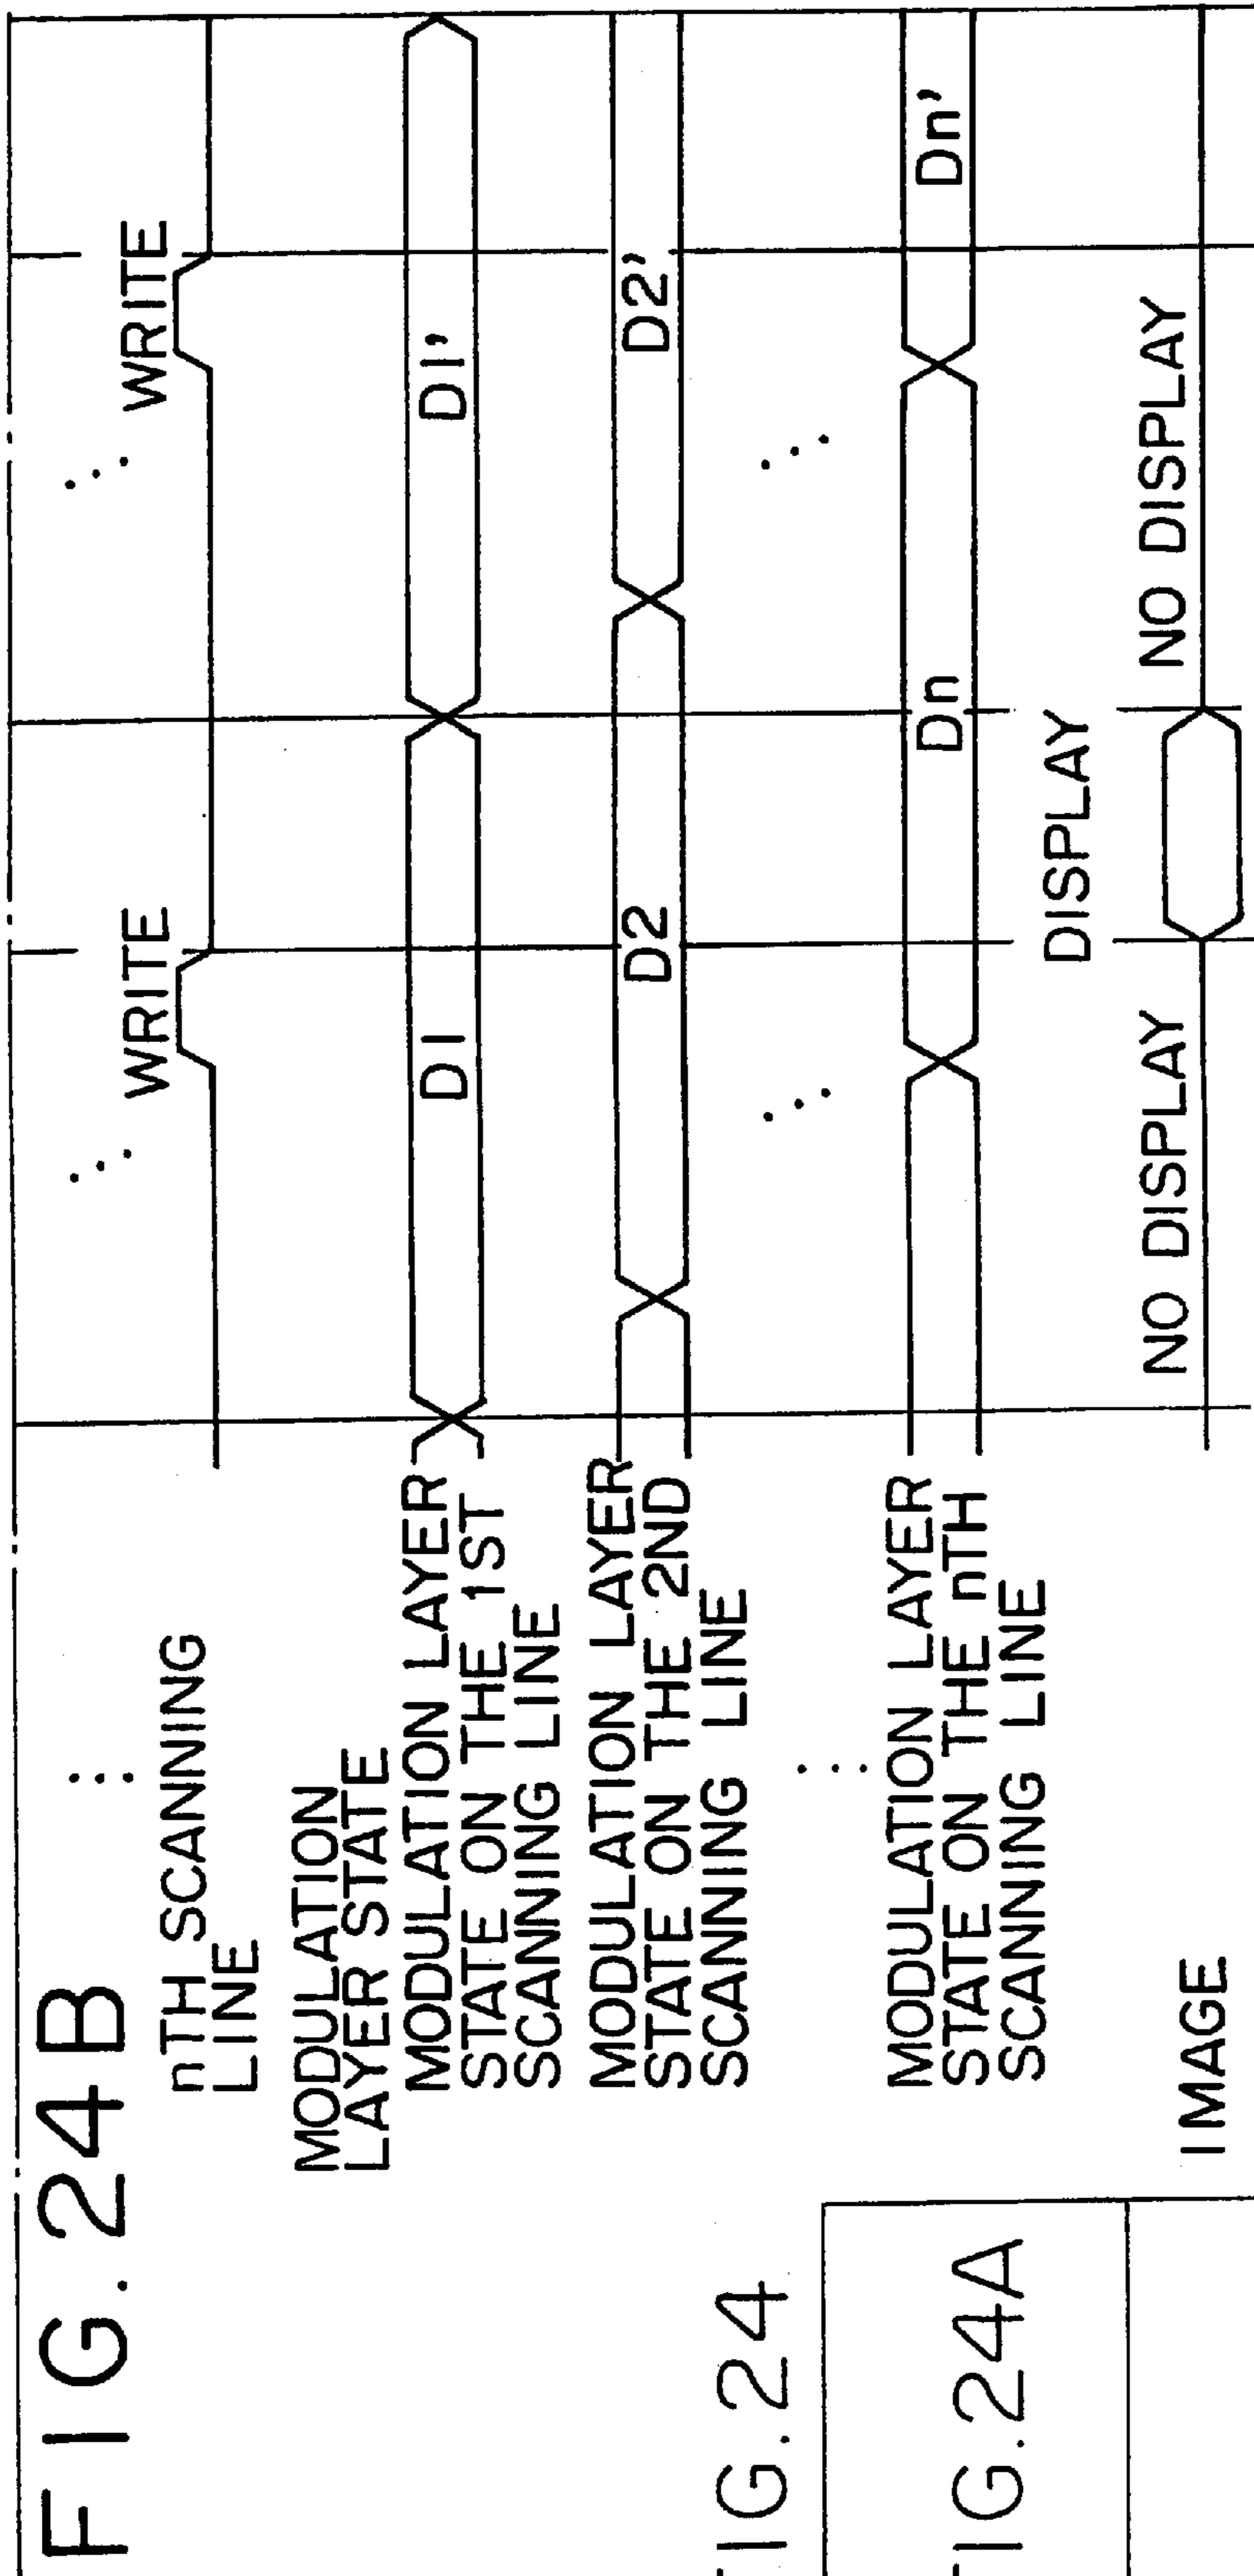 FIG.24B
⋮ ⋱ ⋱
WRITE WRITE
nTH SCANNING
LINE
MODULATION
LAYER STATE
MODULATION LAYER
STATE ON THE 1ST
SCANNING LINE
D1 D1'
MODULATION LAYER
STATE ON THE 2ND
SCANNING LINE
D2 D2'
⋮ ⋱ ⋱
MODULATION LAYER
STATE ON THE nTH
SCANNING LINE
Dn Dn'
DISPLAY
NO DISPLAY NO DISPLAY
IMAGE
FIG.24
FIG.24A